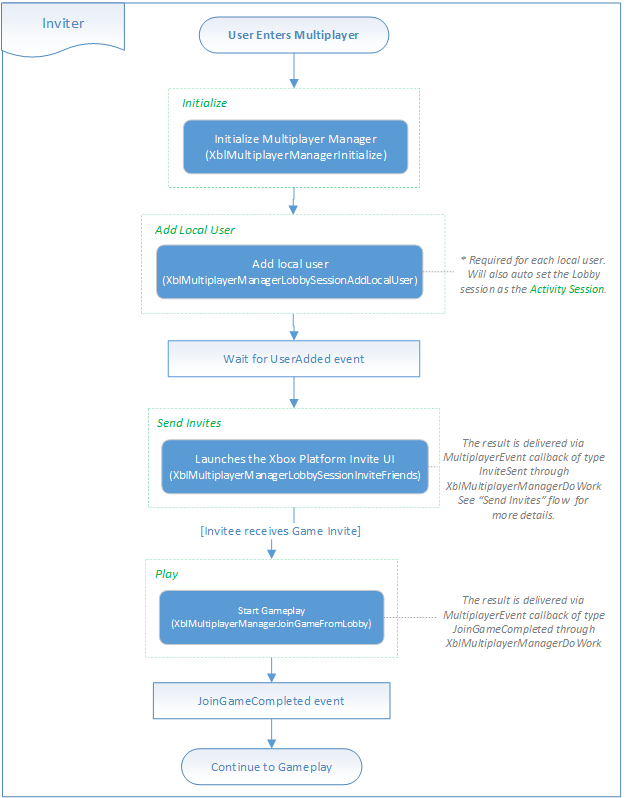 Inviter
User Enters Multiplayer
Initialize
Initialize Multiplayer Manager
(XblMultiplayerManagerInitialize)
Add Local User
Add local user
(XblMultiplayerManagerLobbySessionAddLocalUser)
* Required for each local user.
Will also auto set the Lobby
session as the Activity Session.
Wait for UserAdded event
Send Invites
Launches the Xbox Platform Invite UI
(XblMultiplayerManagerLobbySessionInviteFriends)
The result is delivered via
MultiplayerEvent callback of type
InviteSent through
XblMultiplayerManagerDoWork
See “Send Invites” flow for
more details.
[Invitee receives Game Invite]
Play
Start Gameplay
(XblMultiplayerManagerJoinGameFromLobby)
The result is delivered via
MultiplayerEvent callback of type
JoinGameCompleted through
XblMultiplayerManagerDoWork
JoinGameCompleted event
Continue to Gameplay